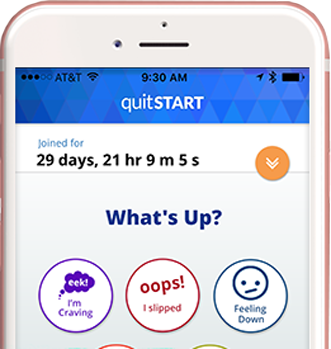 AT&T 9:30 AM
quitSTART
Joined for
29 days, 21 hr 9 m 5 s
What's Up?
eek!
I'm
Craving
oops!
I slipped
Feeling
Down